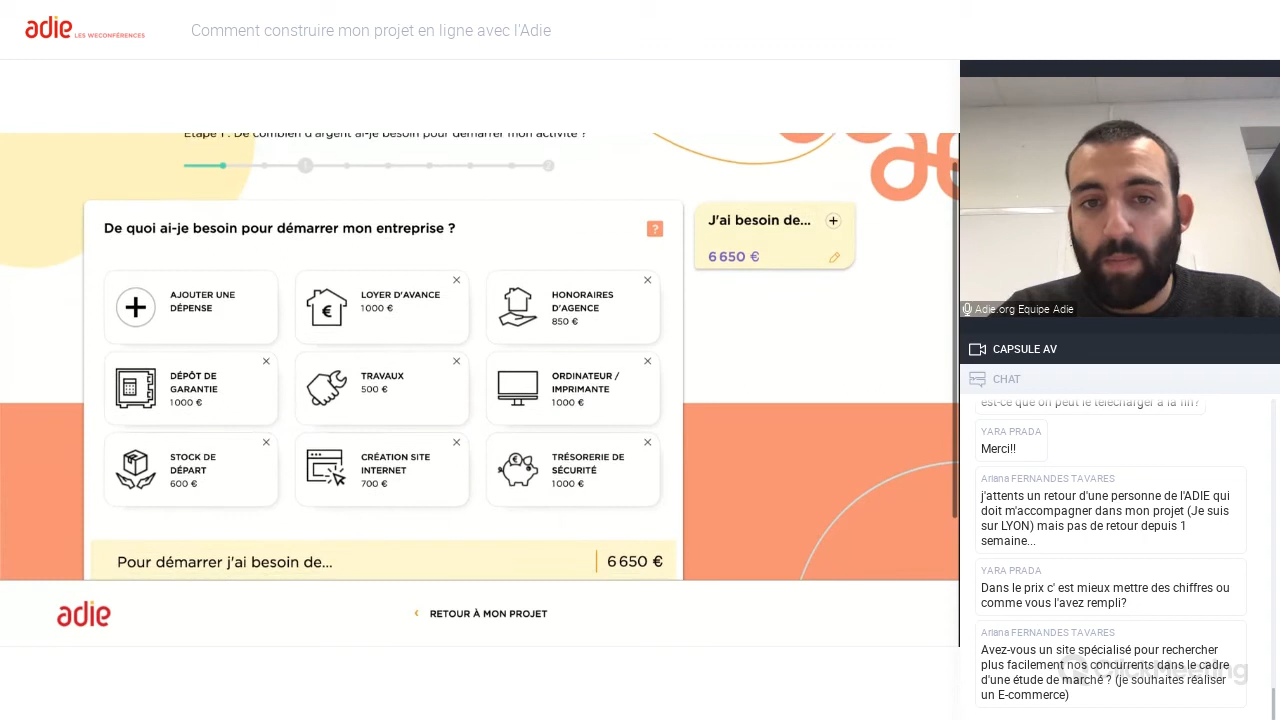 adie LES WECONFÉRENCES
Comment construire mon projet en ligne avec l'Adie
Etape 1 : De combien d'argent ai-je besoin pour démarrer mon activité ?
1
2
De quoi ai-je besoin pour démarrer mon entreprise ?
?
AJOUTER UNE
DÉPENSE
LOYER D'AVANCE
1000 €
HONORAIRES
D'AGENCE
850 €
DÉPÔT DE
GARANTIE
1000 €
TRAVAUX
500 €
ORDINATEUR /
IMPRIMANTE
1000 €
STOCK DE
DÉPART
600 €
CRÉATION SITE
INTERNET
700 €
TRÉSORERIE DE
SÉCURITÉ
1000 €
Pour démarrer j'ai besoin de...
6 650 €
J'ai besoin de...
6 650 €
adie
RETOUR À MON PROJET
Adie.org Equipe Adie
CAPSULE AV
CHAT
est-ce que on peut le télécharger à la fin?
YARA PRADA
Merci!!
Ariana FERNANDES TAVARES
j'attents un retour d'une personne de l'ADIE qui
doit m'accompagner dans mon projet (Je suis
sur LYON) mais pas de retour depuis 1
semaine...
YARA PRADA
Dans le prix c' est mieux mettre des chiffres ou
comme vous l'avez rempli?
Ariana FERNANDES TAVARES
Avez-vous un site spécialisé pour rechercher
plus facilement nos concurrents dans le cadre
d'une étude de marché ? (je souhaites réaliser
un E-commerce)
ClickMeeting